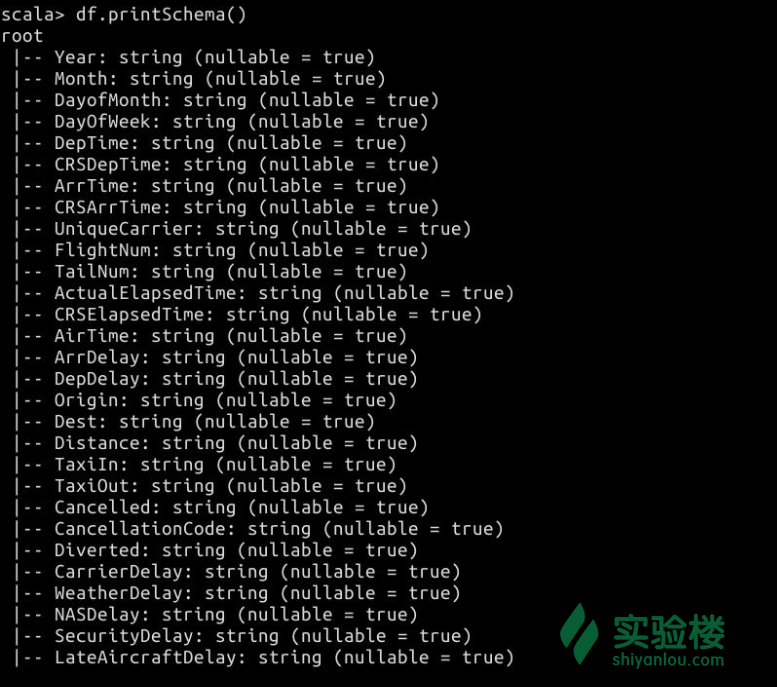 scala> df.printSchema()
root
 |-- Year: string (nullable = true)
 |-- Month: string (nullable = true)
 |-- DayofMonth: string (nullable = true)
 |-- DayOfWeek: string (nullable = true)
 |-- DepTime: string (nullable = true)
 |-- CRSDepTime: string (nullable = true)
 |-- ArrTime: string (nullable = true)
 |-- CRSArrTime: string (nullable = true)
 |-- UniqueCarrier: string (nullable = true)
 |-- FlightNum: string (nullable = true)
 |-- TailNum: string (nullable = true)
 |-- ActualElapsedTime: string (nullable = true)
 |-- CRSElapsedTime: string (nullable = true)
 |-- AirTime: string (nullable = true)
 |-- ArrDelay: string (nullable = true)
 |-- DepDelay: string (nullable = true)
 |-- Origin: string (nullable = true)
 |-- Dest: string (nullable = true)
 |-- Distance: string (nullable = true)
 |-- TaxiIn: string (nullable = true)
 |-- TaxiOut: string (nullable = true)
 |-- Cancelled: string (nullable = true)
 |-- CancellationCode: string (nullable = true)
 |-- Diverted: string (nullable = true)
 |-- CarrierDelay: string (nullable = true)
 |-- WeatherDelay: string (nullable = true)
 |-- NASDelay: string (nullable = true)
 |-- SecurityDelay: string (nullable = true)
 |-- LateAircraftDelay: string (nullable = true)
实验楼
shiyanlou.com